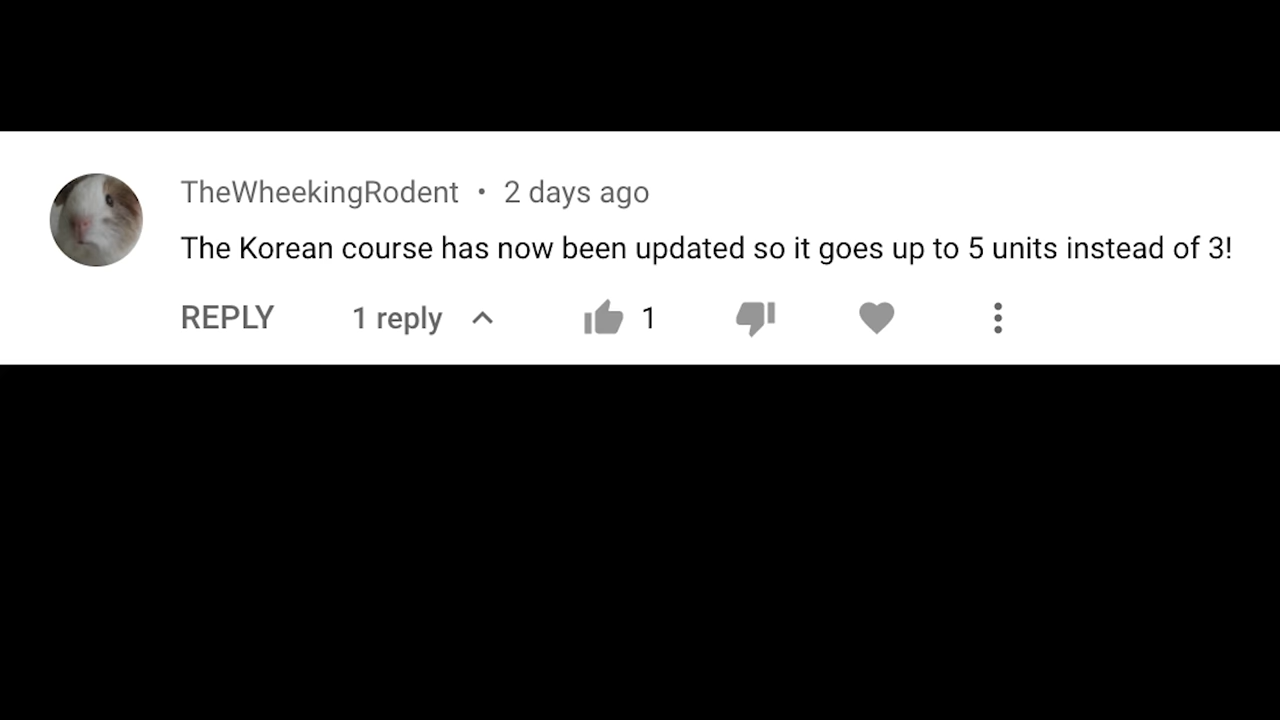 TheWheekingRodent • 2 days ago
The Korean course has now been updated so it goes up to 5 units instead of 3!
REPLY 1 reply 1